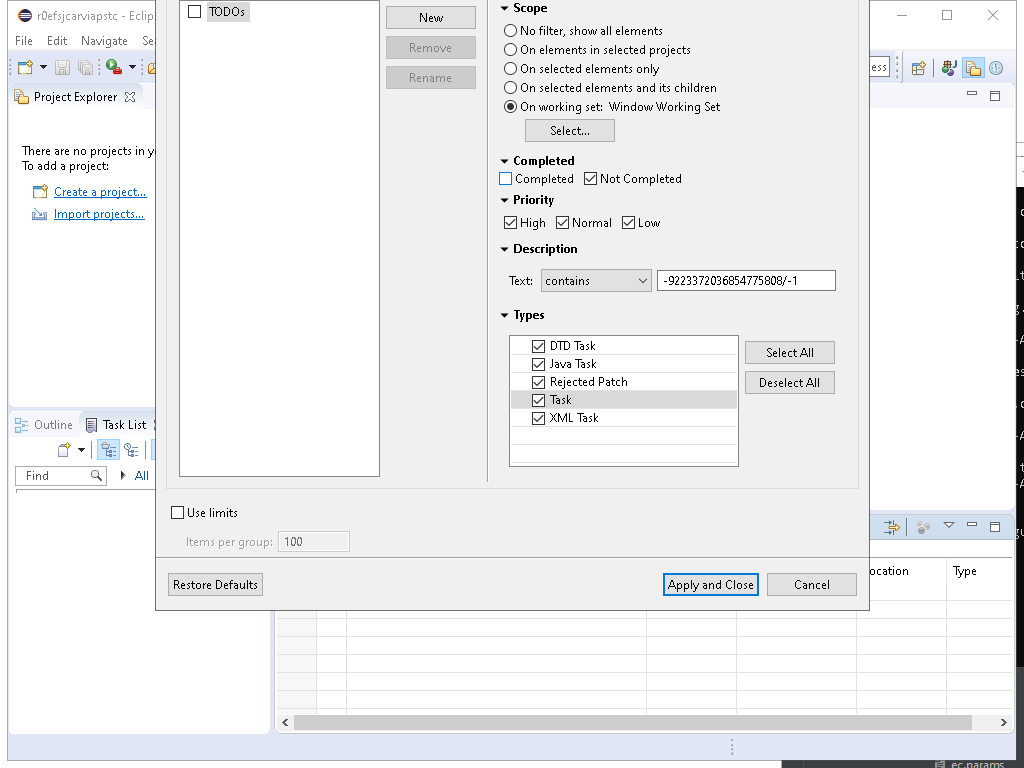 r0efsjcarviapstc - Eclip
File Edit Navigate Se
Project Explorer
There are no projects in y
To add a project:
Create a project...
Import projects...
Outline Task List
Find All
TODOs
New
Remove
Rename
Scope
No filter, show all elements
On elements in selected projects
On selected elements only
On selected elements and its children
On working set: Window Working Set
Select...
Completed
Completed Not Completed
Priority
High Normal Low
Description
Text: contains -9223372036854775808/-1
Types
DTD Task
Java Task
Rejected Patch
Task
XML Task
Select All
Deselect All
Use limits
Items per group: 100
Restore Defaults Apply and Close Cancel
ess
ocation Type
ec.params